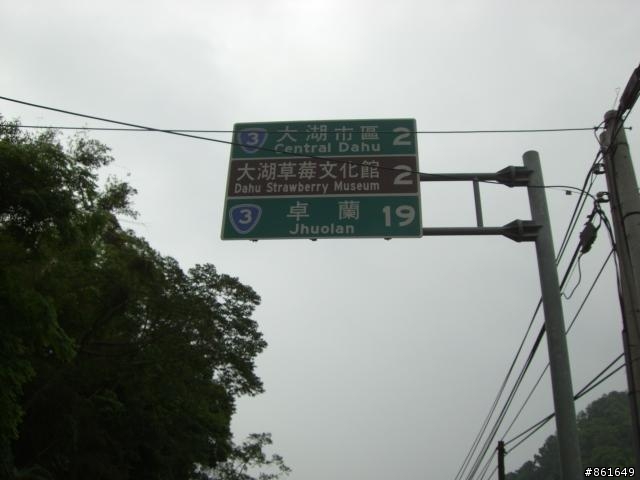 3 大湖市區 2
Central Dahu
大湖草莓文化館 2
Dahu Strawberry Museum
3 卓蘭 19
Jhuolan
#861649